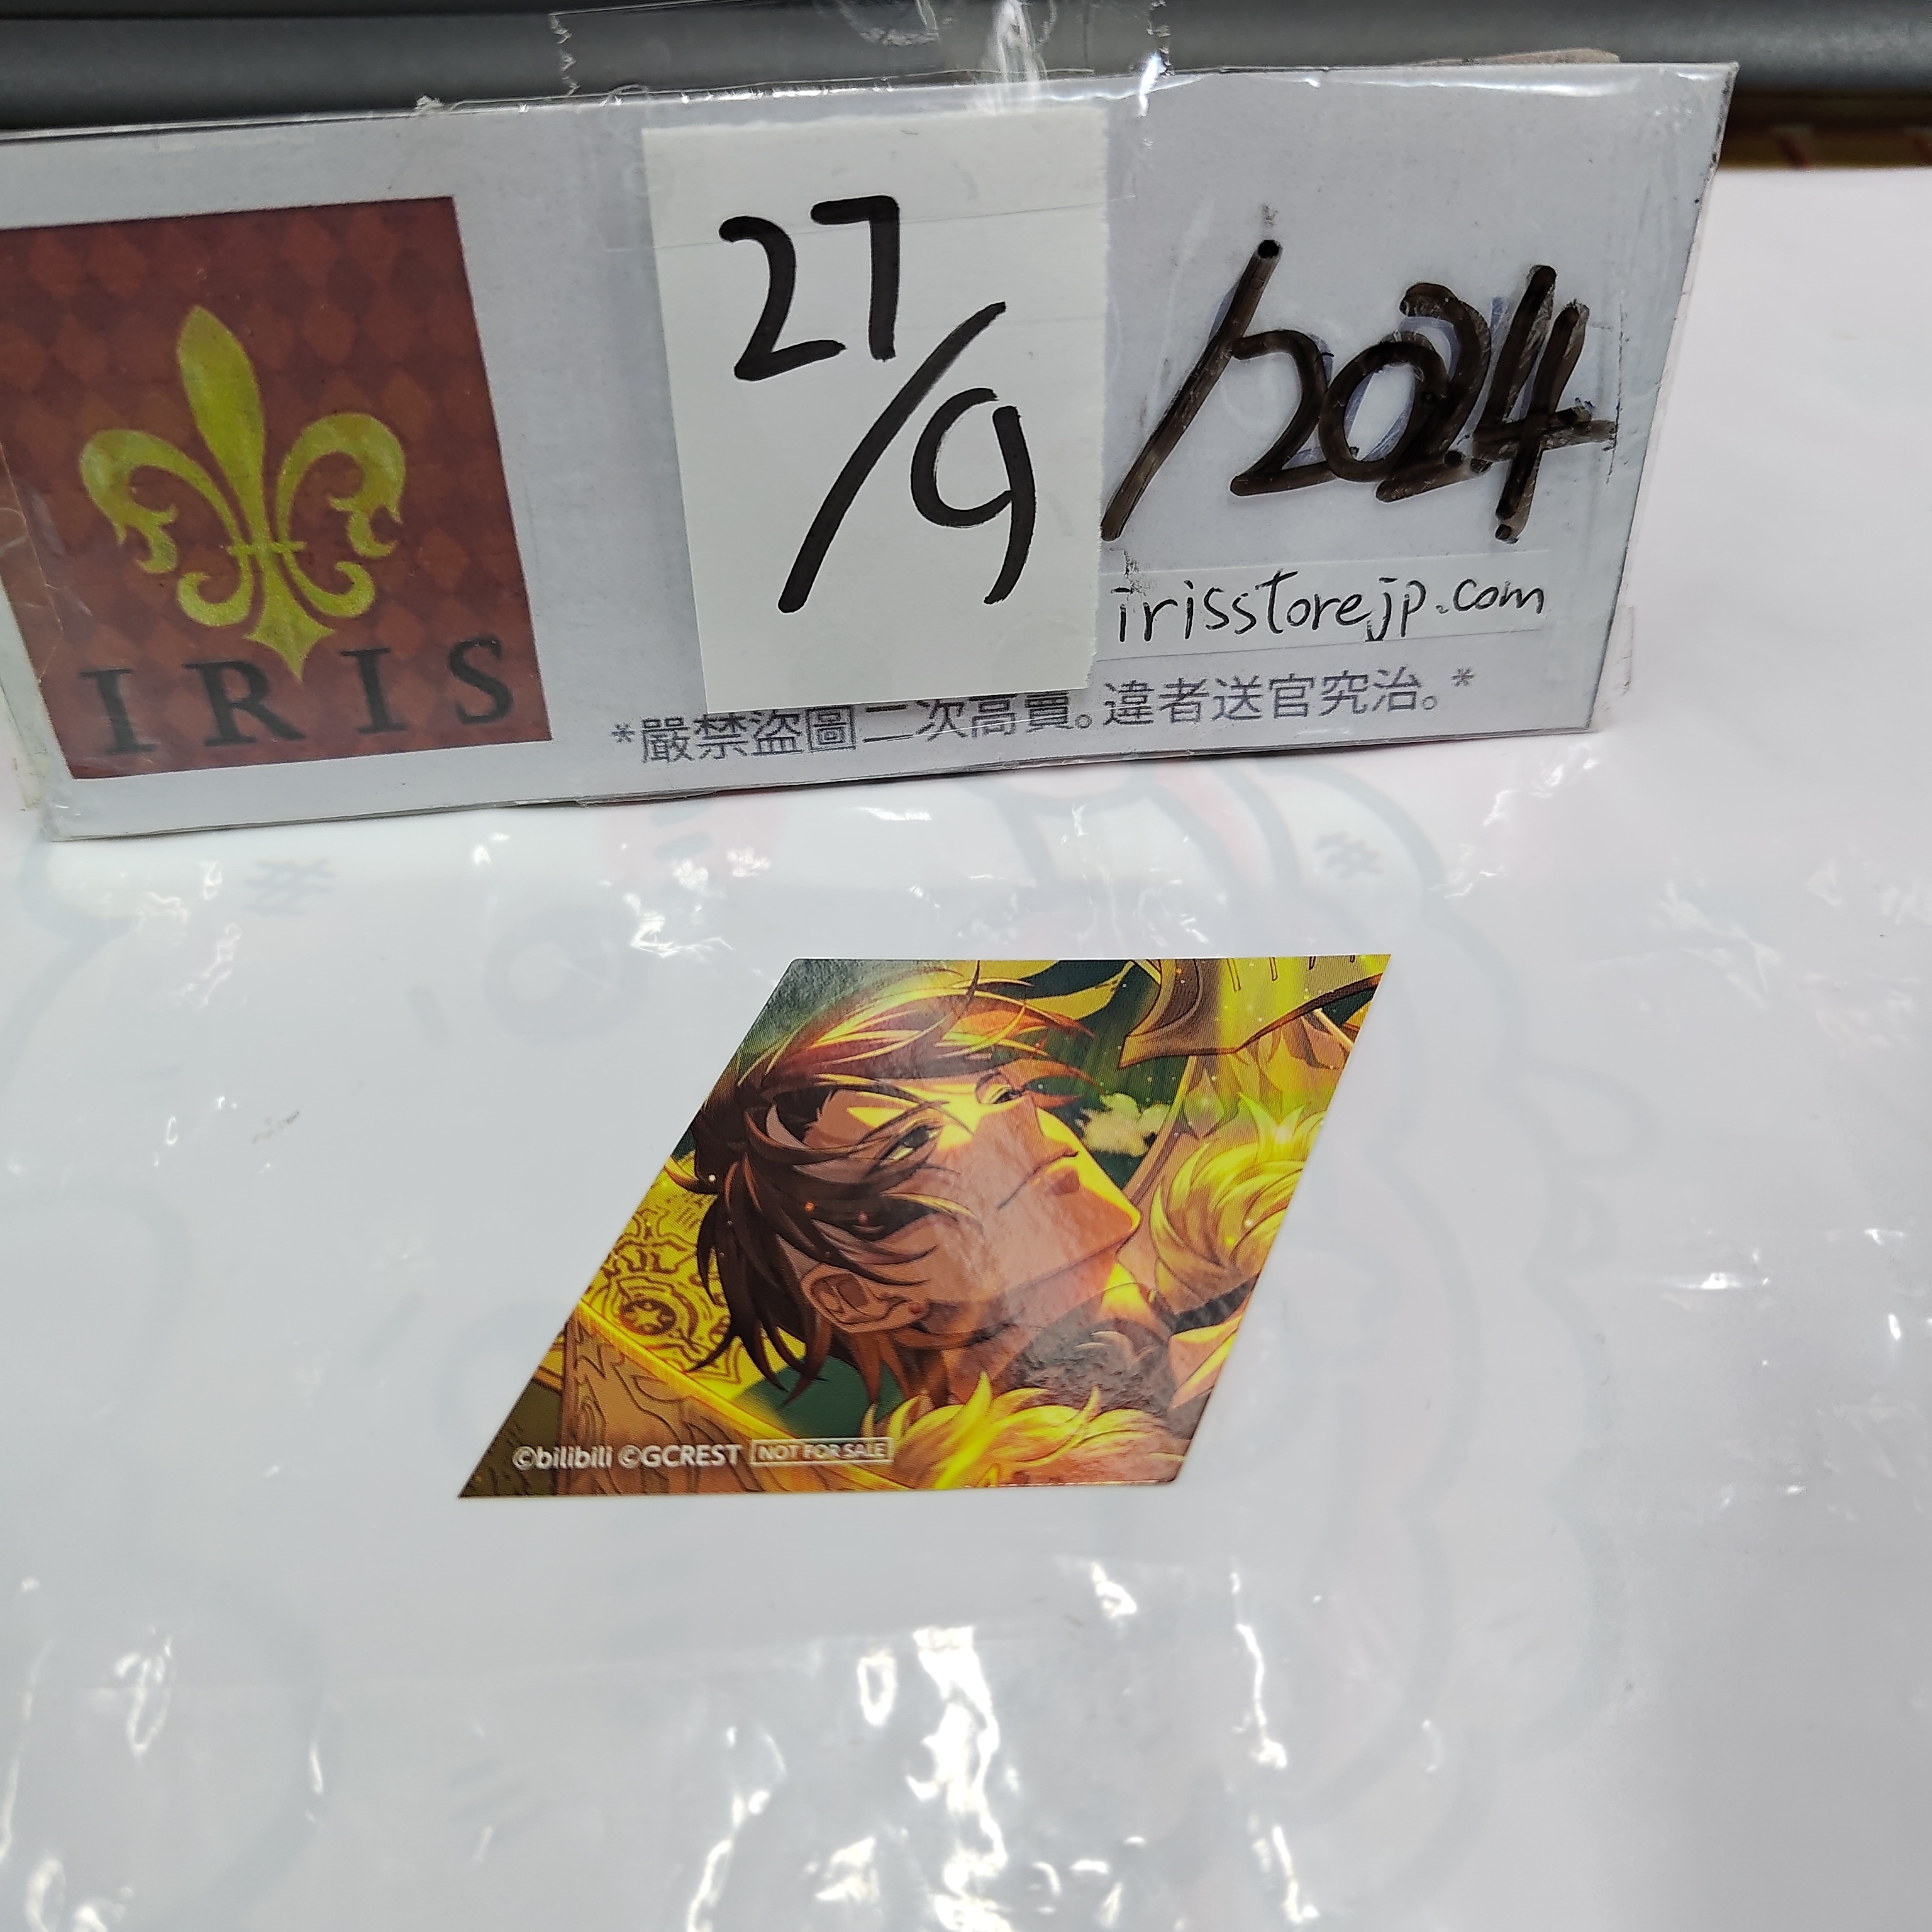 27/9/2024
irisstorejp.com
IRIS
*嚴禁盜圖二次高賣。違者送官究治。*
©bilibili ©GCREST NOT FOR SALE